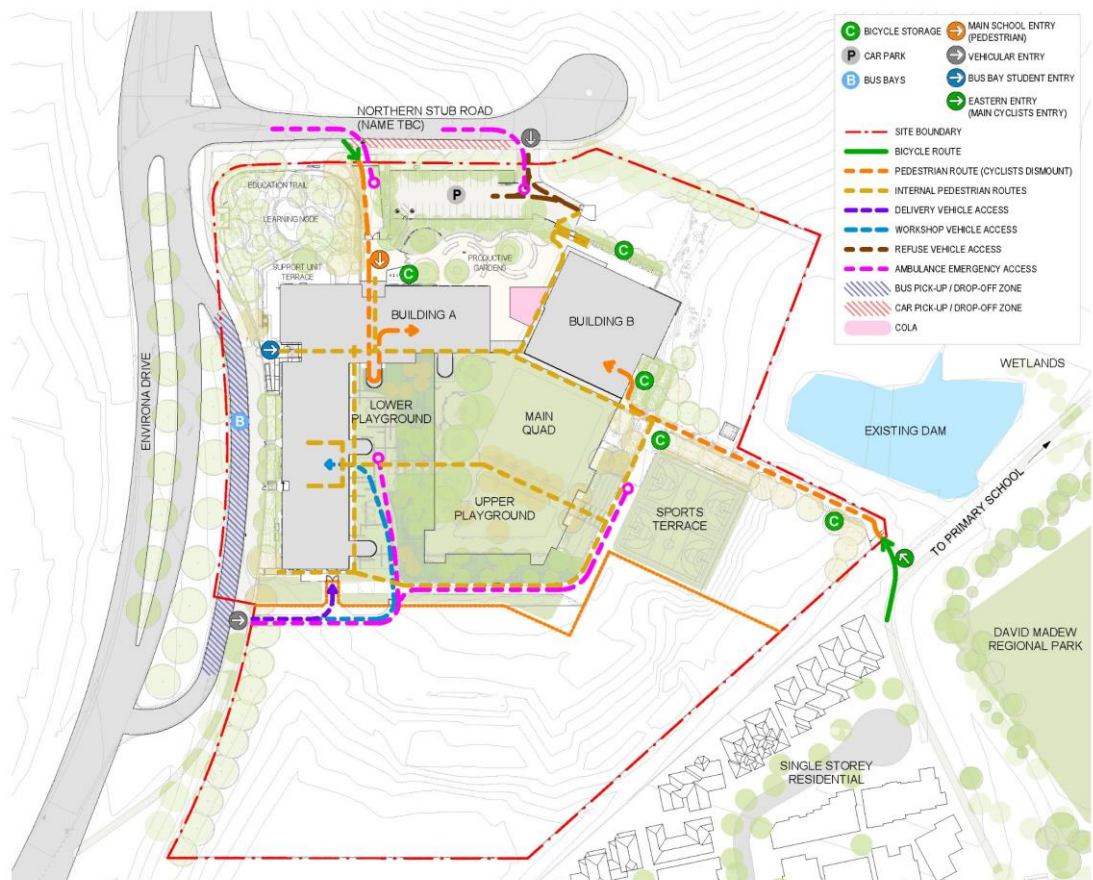 C BICYCLE STORAGE
MAIN SCHOOL ENTRY
(PEDESTRIAN)
P CAR PARK
VEHICULAR ENTRY
B BUS BAYS
BUS BAY STUDENT ENTRY
EASTERN ENTRY
(MAIN CYCLISTS ENTRY)
SITE BOUNDARY
BICYCLE ROUTE
PEDESTRIAN ROUTE (CYCLISTS DISMOUNT)
INTERNAL PEDESTRIAN ROUTES
DELIVERY VEHICLE ACCESS
WORKSHOP VEHICLE ACCESS
REFUSE VEHICLE ACCESS
AMBULANCE EMERGENCY ACCESS
BUS PICK-UP / DROP-OFF ZONE
CAR PICK-UP / DROP-OFF ZONE
COLA
NORTHERN STUB ROAD
(NAME TBC)
EDUCATION TRAIL
P
LEARNING NODE
SUPPORT UNIT
TERRACE
PRODUCTIVE
GARDENS
C
C
BUILDING A
BUILDING B
ENVIRONA DRIVE
WETLANDS
C
LOWER
PLAYGROUND
MAIN
QUAD
B
C
EXISTING DAM
UPPER
PLAYGROUND
SPORTS
TERRACE
C
TO PRIMARY SCHOOL
DAVID MADEW
REGIONAL PARK
SINGLE STOREY
RESIDENTIAL